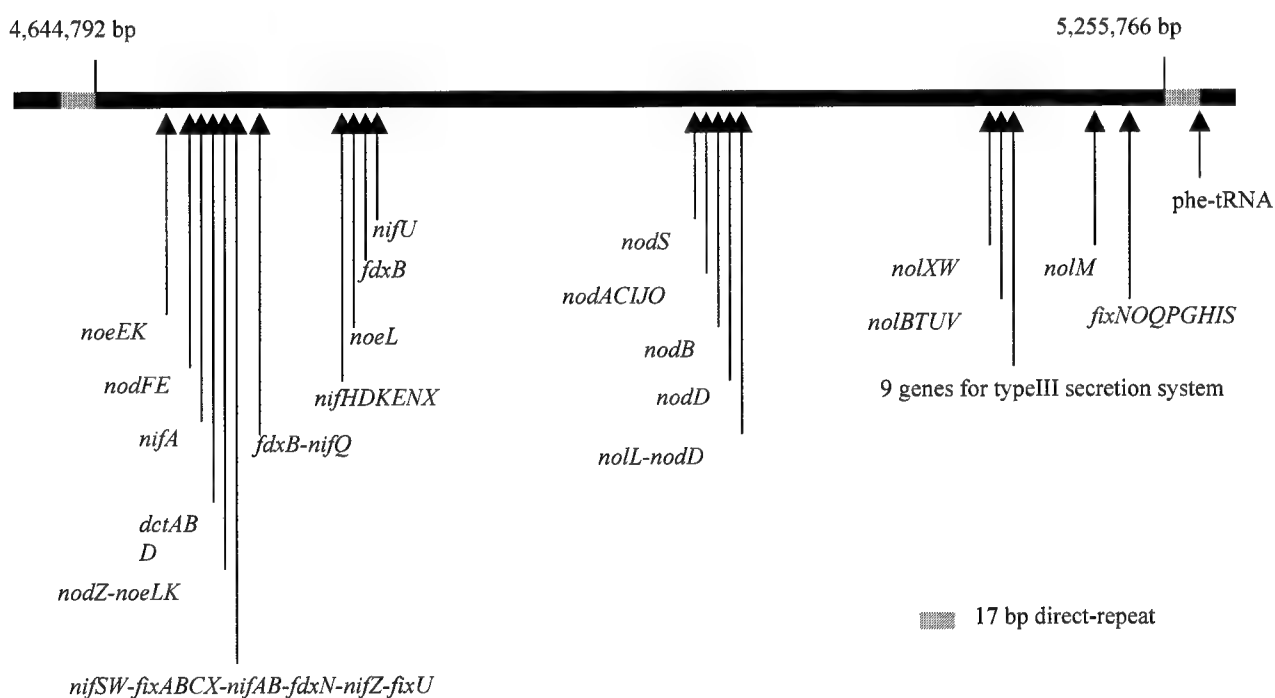 4,644,792 bp
5,255,766 bp
phe-tRNA
nifU
nodS
fdxB
nolXW
nolM
nodACIJO
noeEK
noeL
nolBTUV
fixNOQPGHIS
nodB
nodFE
nifHDKENX
nodD
9 genes for typeIII secretion system
nifA
fdxB-nifQ
nolL-nodD
dctAB
D
nodZ-noeLK
17 bp direct-repeat
nifSW-fixABCX-nifAB-fdxN-nifZ-fixU